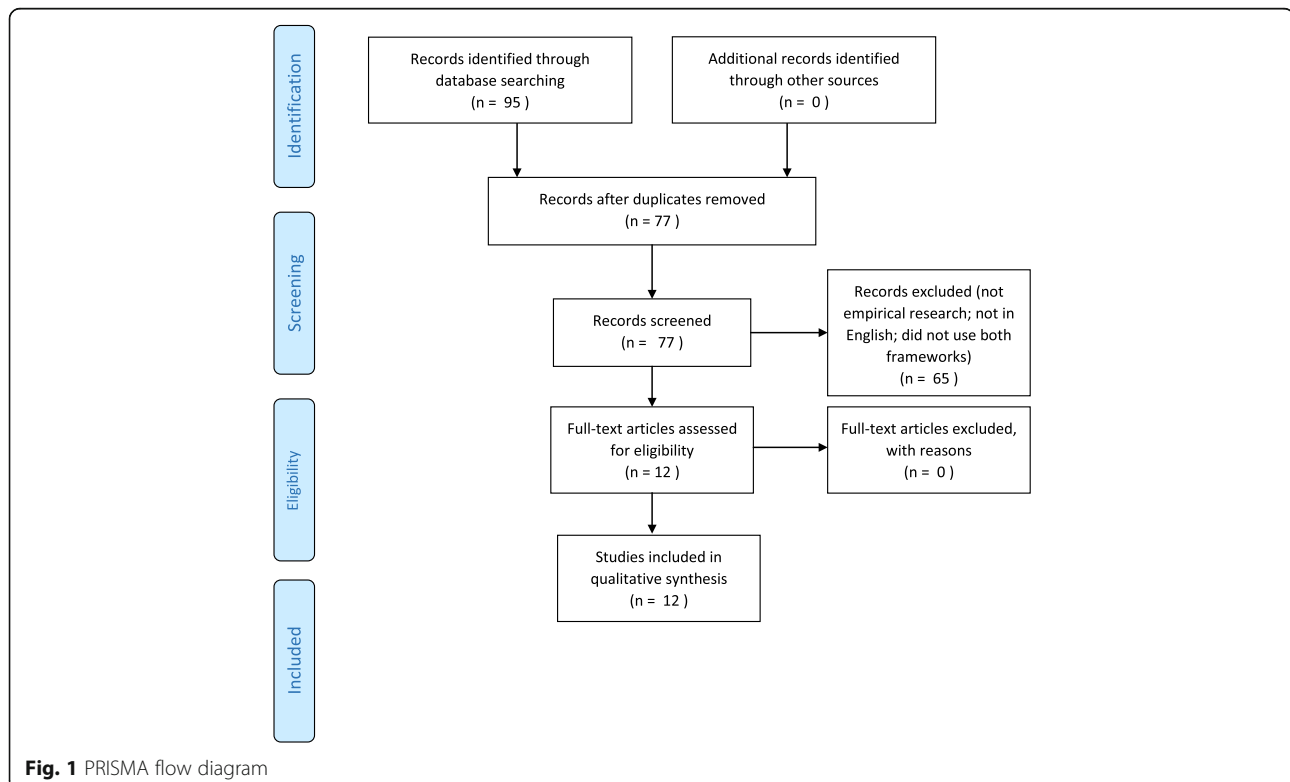 Identification
Records identified through
database searching
(n = 95 )
Additional records identified
through other sources
(n = 0 )
Records after duplicates removed
(n = 77 )
Screening
Records screened
(n = 77 )
Records excluded (not
empirical research; not in
English; did not use both
frameworks)
(n = 65 )
Eligibility
Full-text articles assessed
for eligibility
(n = 12 )
Full-text articles excluded,
with reasons
(n = 0 )
Studies included in
qualitative synthesis
(n = 12 )
Included
Fig. 1 PRISMA flow diagram